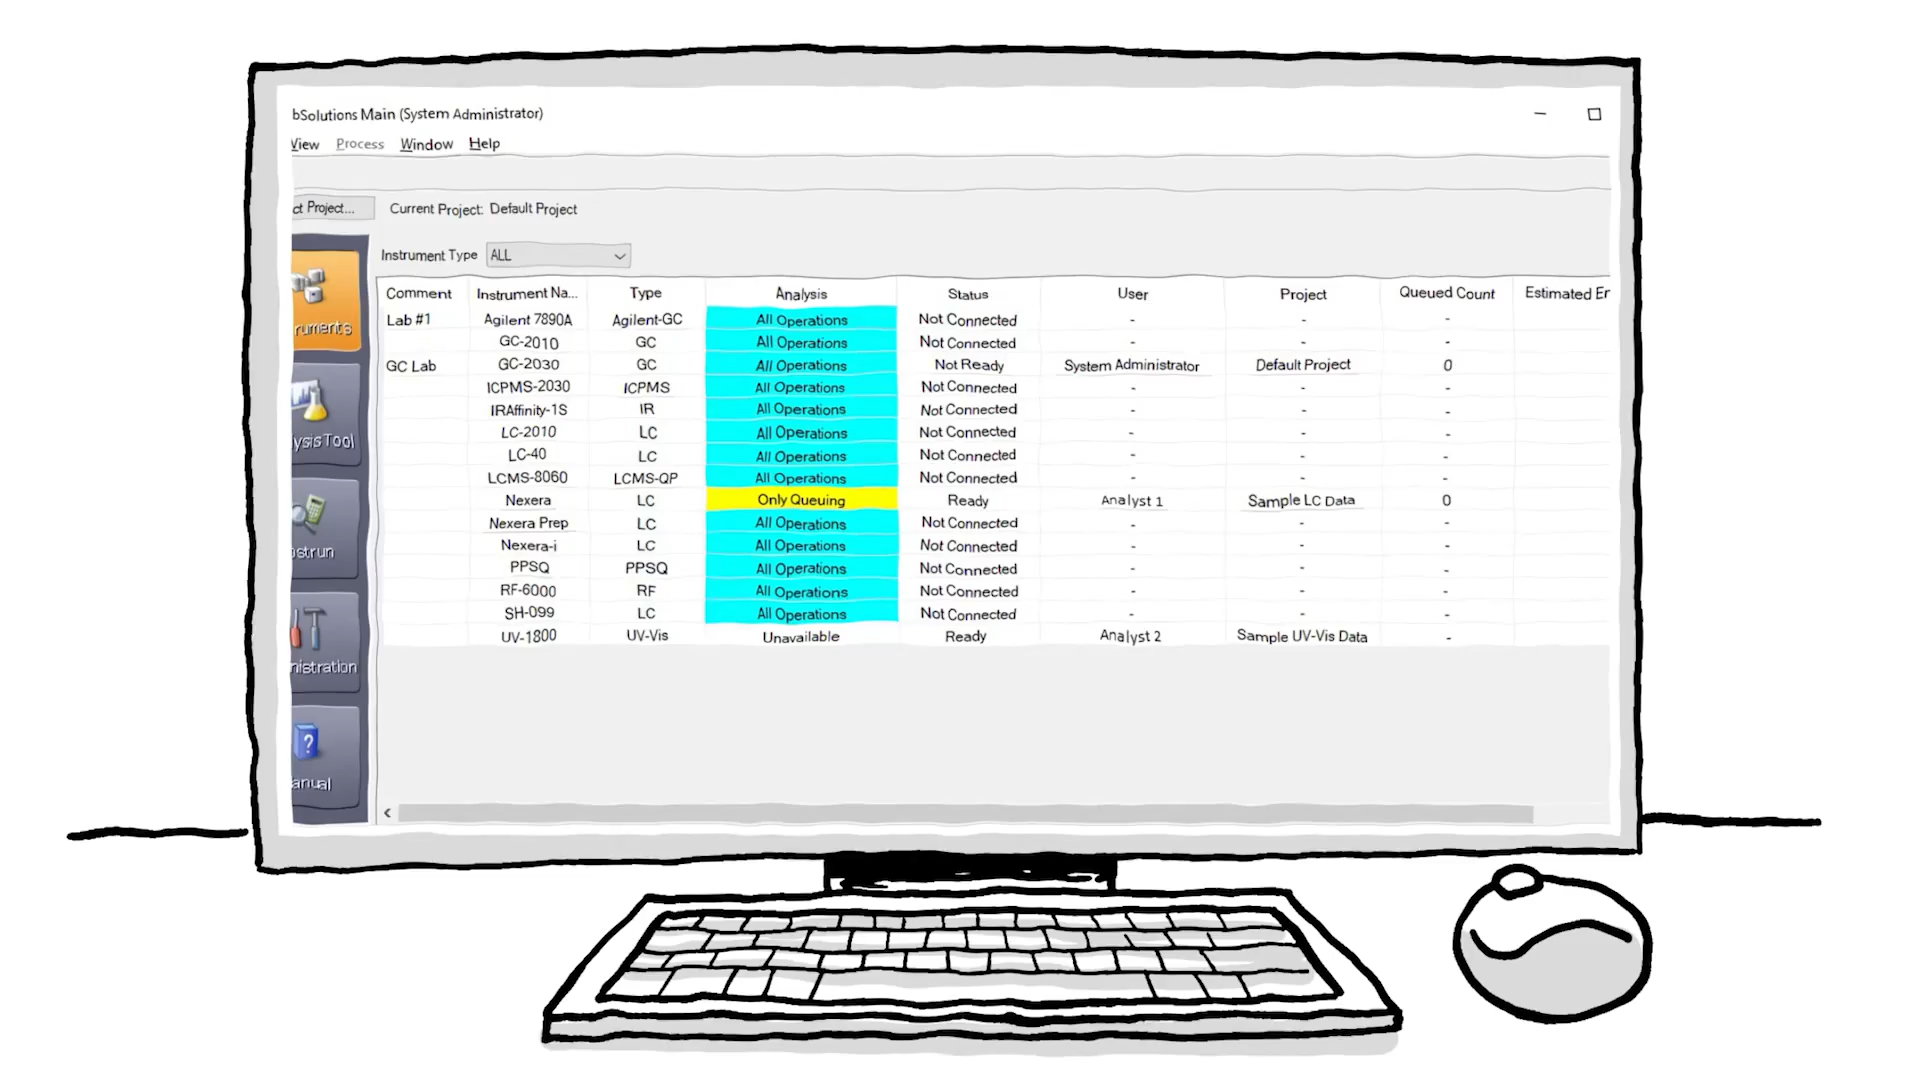 bSolutions Main (System Administrator)
View Process Window Help
ct Project... Current Project: Default Project
Instrument Type ALL
Comment Instrument Na... Type Analysis Status User Project Queued Count Estimated Er
Lab #1 Agilent 7890A Agilent-GC All Operations Not Connected - - -
GC-2010 GC All Operations Not Connected - - -
GC Lab GC-2030 GC All Operations Not Ready System Administrator Default Project 0
ICPMS-2030 ICPMS All Operations Not Connected - - -
IRAffinity-1S IR All Operations Not Connected - - -
LC-2010 LC All Operations Not Connected - - -
LC-40 LC All Operations Not Connected - - -
LCMS-8060 LCMS-QP All Operations Not Connected - - -
Nexera LC Only Queuing Ready Analyst 1 Sample LC Data 0
Nexera Prep LC All Operations Not Connected - - -
Nexera-i LC All Operations Not Connected - - -
PPSQ PPSQ All Operations Not Connected - - -
RF-6000 RF All Operations Not Connected - - -
SH-099 LC All Operations Not Connected - - -
UV-1800 UV-Vis Unavailable Ready Analyst 2 Sample UV-Vis Data -
ruments
ysis Tool
ostrun
nistration
?
anual